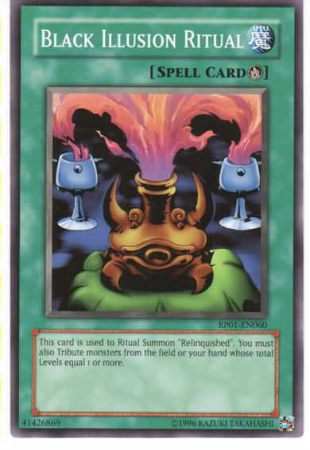 BLACK ILLUSION RITUAL
SPELL
魔
[SPELL CARD]
RP01-EN060
This card is used to Ritual Summon "Relinquished". You must
also Tribute monsters from the field or your hand whose total
Levels equal 1 or more.
41426869
©1996 KAZUKI TAKAHASHI